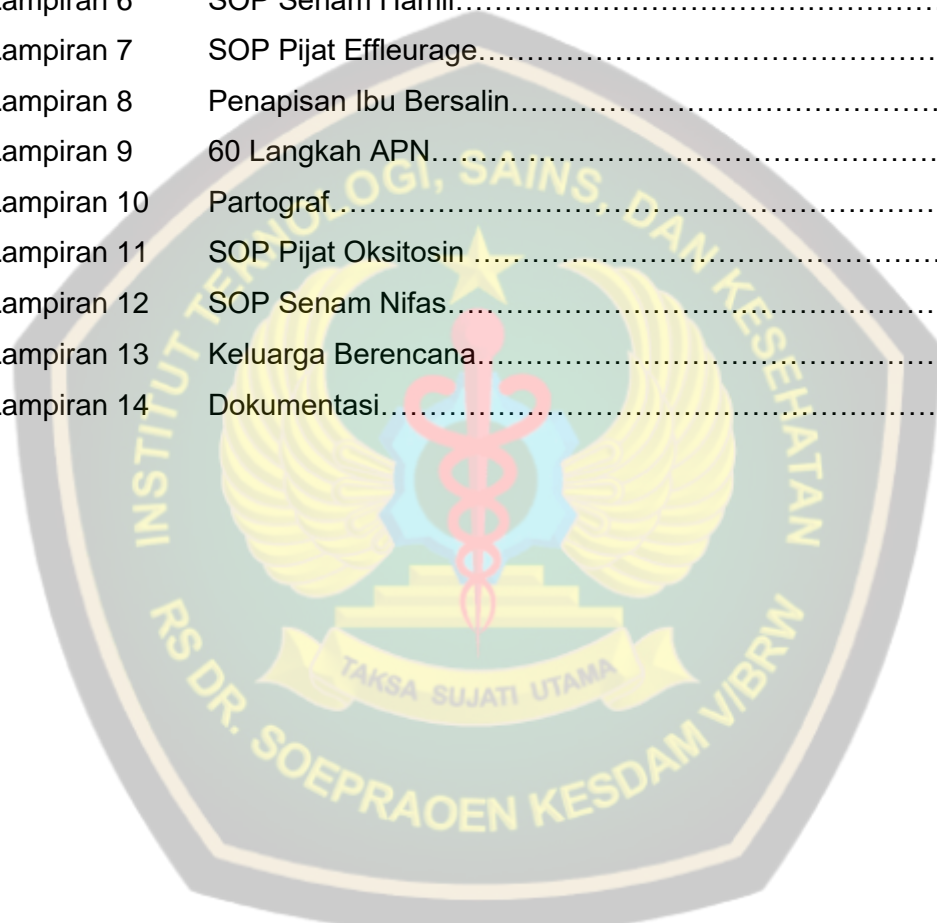 Lampiran 6 SOP Senam Hamil……………………………………………
Lampiran 7 SOP Pijat Effleurage……………………………………………
Lampiran 8 Penapisan Ibu Bersalin……………………………………………
Lampiran 9 60 Langkah APN……………………………………………
Lampiran 10 Partograf……………………………………………
Lampiran 11 SOP Pijat Oksitosin ……………………………………………
Lampiran 12 SOP Senam Nifas……………………………………………
Lampiran 13 Keluarga Berencana……………………………………………
Lampiran 14 Dokumentasi……………………………………………
INSTITUT TEKNOLOGI, SAINS, DAN KESEHATAN
TAKSA SUJATI UTAMA
RS DR. SOEPRAOEN KESDAM V/BRW